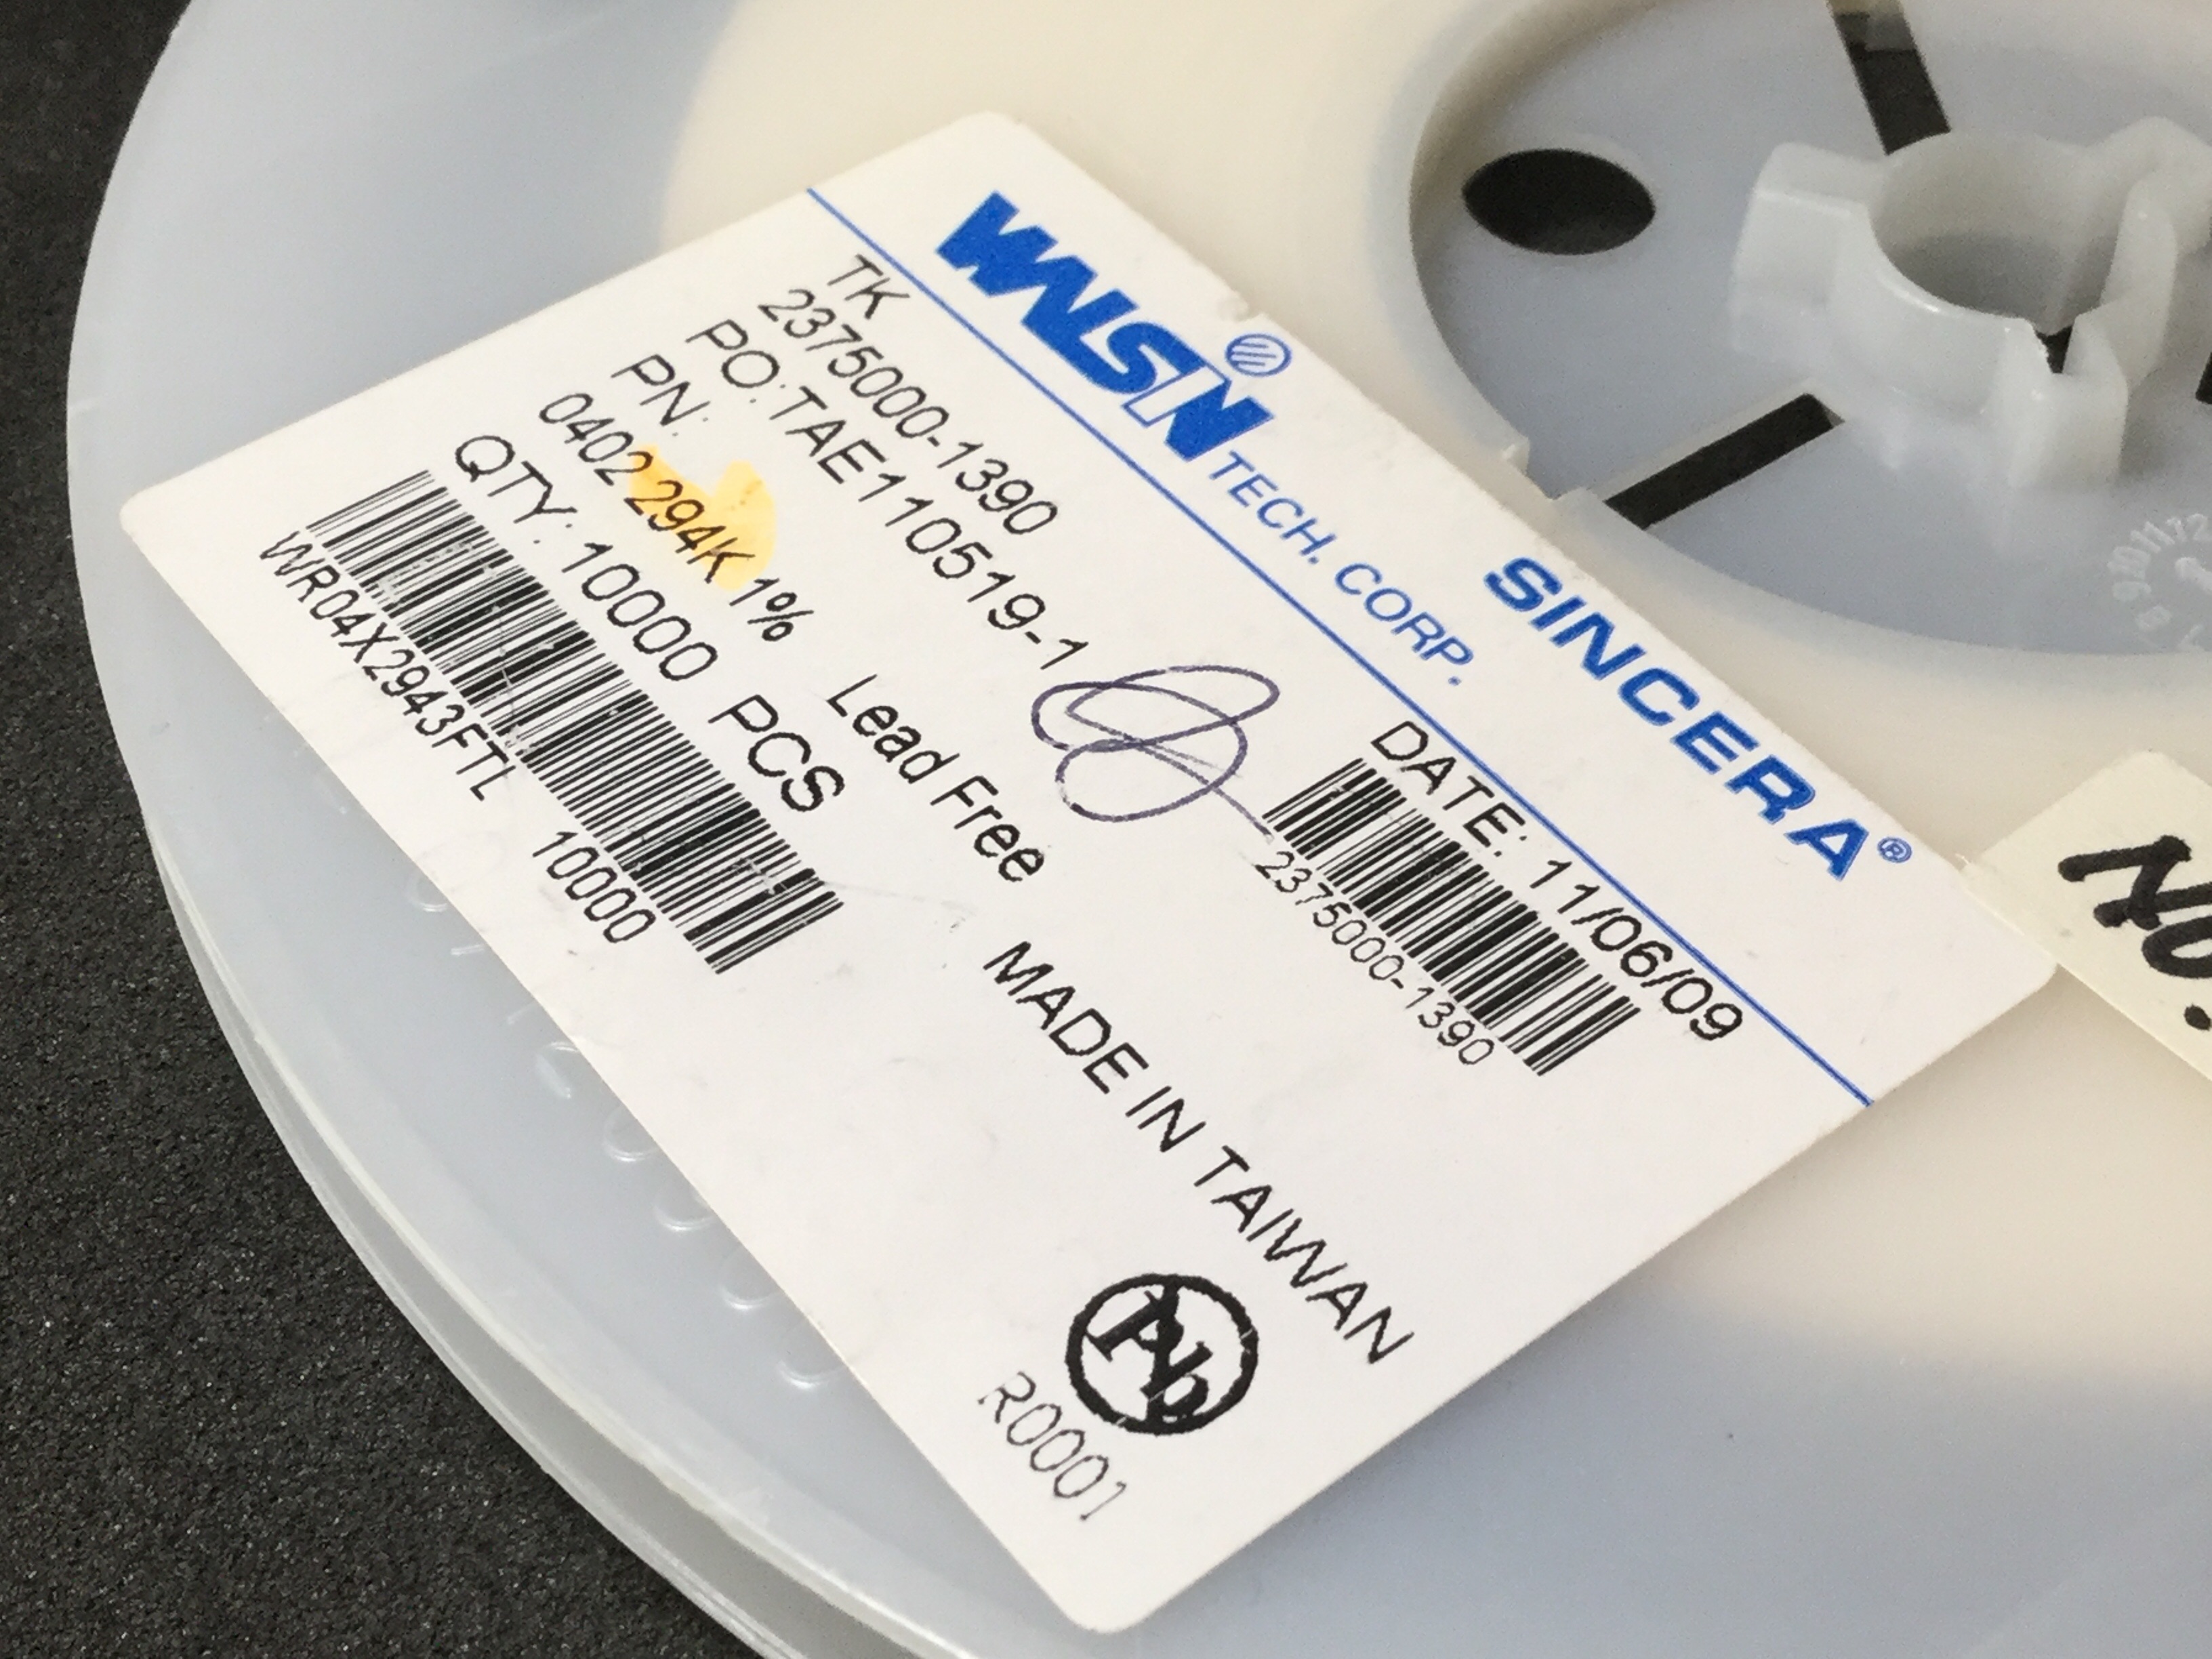 WALSIN TECH. CORP. SINCERA®
TK
2375000-1390
PO:TAE110519-1
DATE: 11/06/09
2375000-1390
PN:
0402 294K 1%
Lead Free
QTY: 10000 PCS
WR04X2943FTL 10000
MADE IN TAIWAN
Pb
R0001
NO.